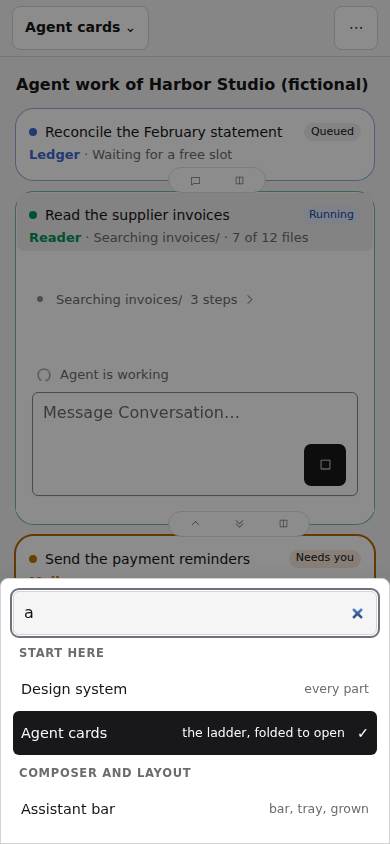 Agent cards ⌄ ...
Agent work of Harbor Studio (fictional)
Reconcile the February statement Queued
Ledger · Waiting for a free slot
Read the supplier invoices Running
Reader · Searching invoices/ · 7 of 12 files
Searching invoices/ 3 steps >
Agent is working
Message Conversation...
Send the payment reminders Needs you
a
START HERE
Design system every part
Agent cards the ladder, folded to open ✓
COMPOSER AND LAYOUT
Assistant bar bar, tray, grown